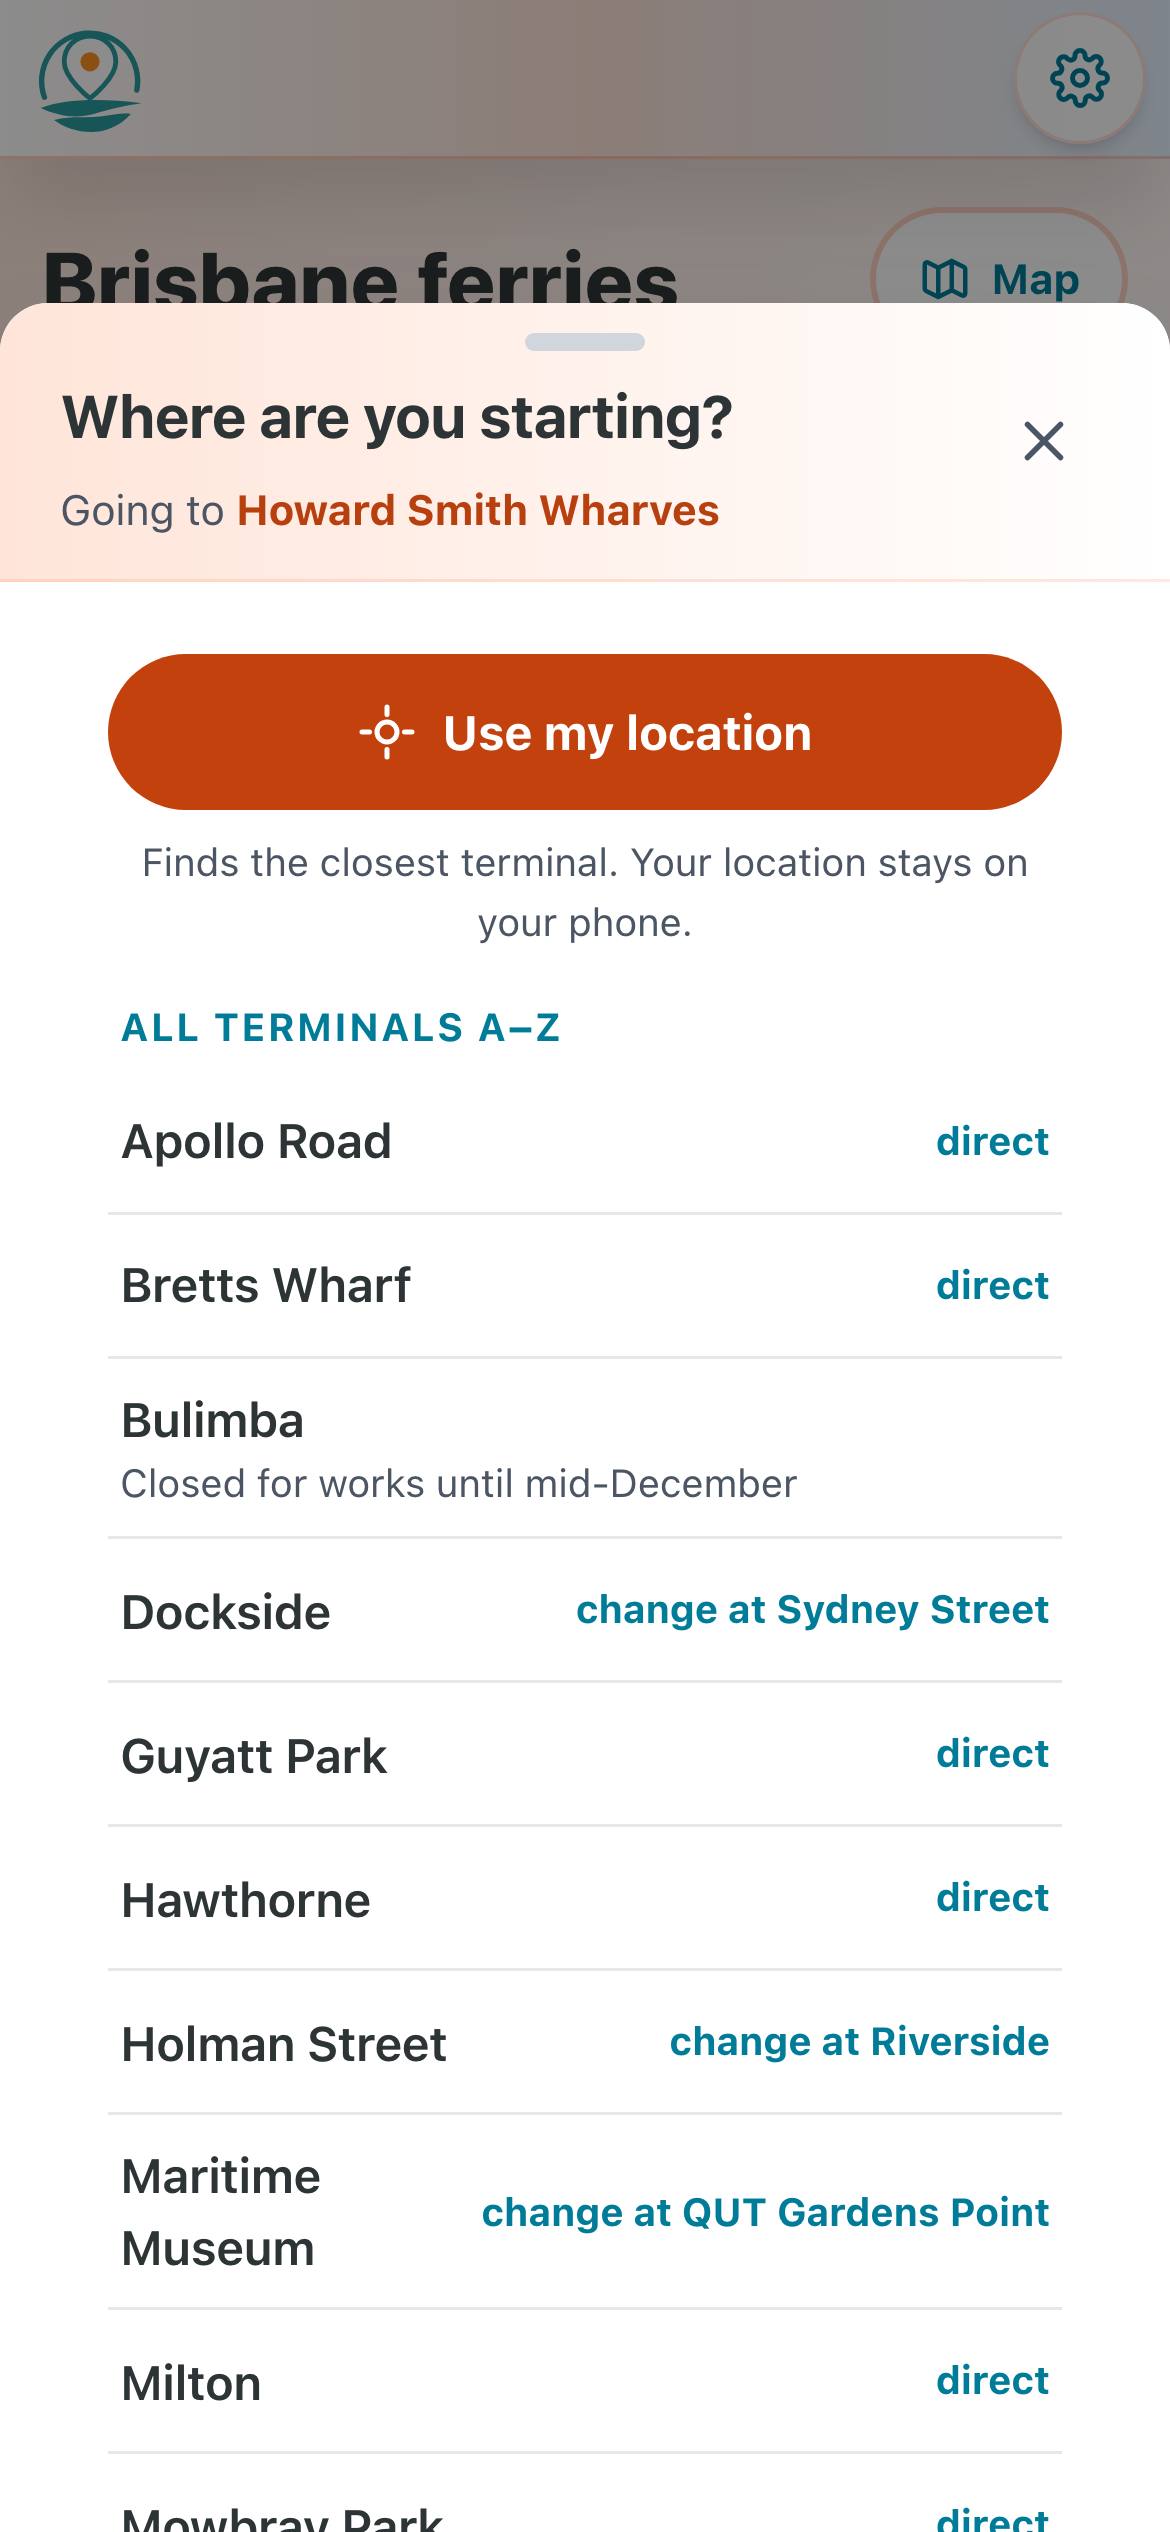 Brisbane ferries
Map
Where are you starting?
Going to Howard Smith Wharves
Use my location
Finds the closest terminal. Your location stays on
your phone.
ALL TERMINALS A–Z
Apollo Road direct
Bretts Wharf direct
Bulimba
Closed for works until mid-December
Dockside change at Sydney Street
Guyatt Park direct
Hawthorne direct
Holman Street change at Riverside
Maritime
Museum change at QUT Gardens Point
Milton direct
Mowbray Park direct